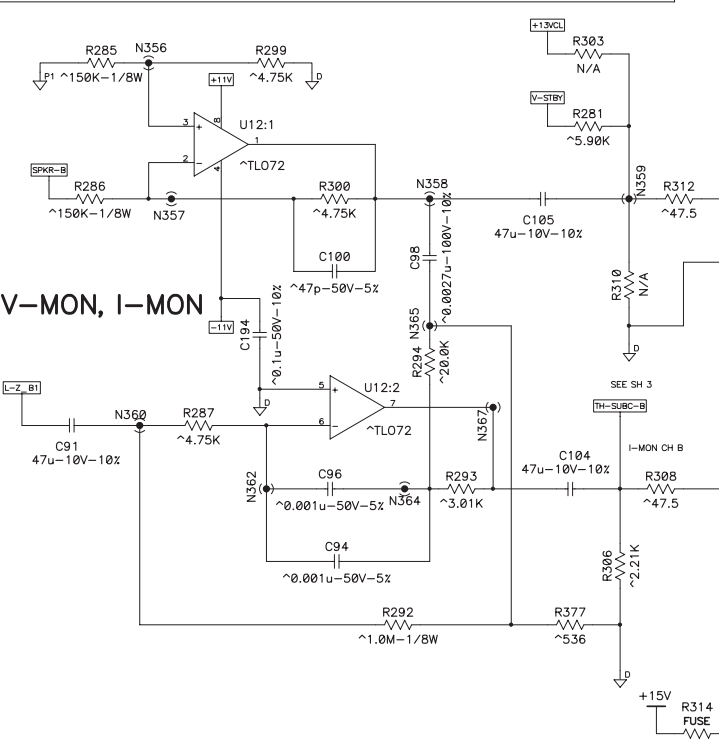 +13VCL
R303
N/A
R285
N356
R299
P1
^150K-1/8W
+11V
^4.75K
D
V-STBY
R281
^5.90K
8
U12:1
3
+
1
2
-
4
^TL072
SPKR-B
R286
^150K-1/8W
N357
R300
^4.75K
N358
N359
R312
^47.5
C105
47u-10V-10%
C100
^47p-50V-5%
C98
^0.0027u-100V-10%
R310
N/A
D
V-MON, I-MON
-11V
C194
^0.1u-50V-10%
N365
R294
^20.0K
D
SEE SH 3
TH-SUBC-B
L-Z_B1
5
+
U12:2
7
6
-
^TL072
N367
N360
R287
^4.75K
C91
47u-10V-10%
I-MON CH B
C104
47u-10V-10%
N362
C96
^0.001u-50V-5%
N364
R293
^3.01K
R308
^47.5
C94
^0.001u-50V-5%
R306
^2.21K
R292
^1.0M-1/8W
R377
^536
D
+15V
R314
FUSE